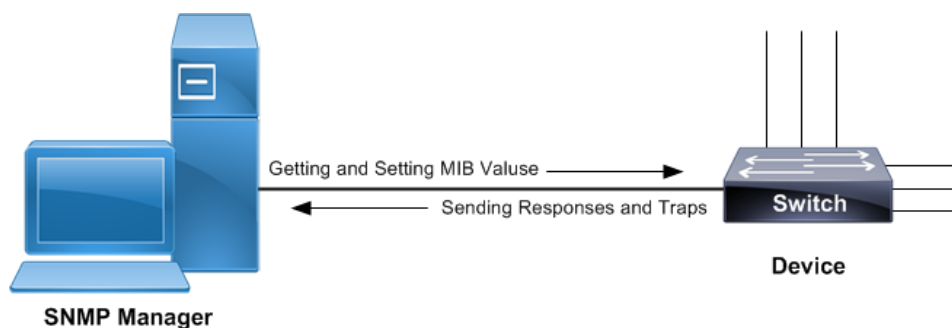 Getting and Setting MIB Valuse
Sending Responses and Traps
Switch
Device
SNMP Manager